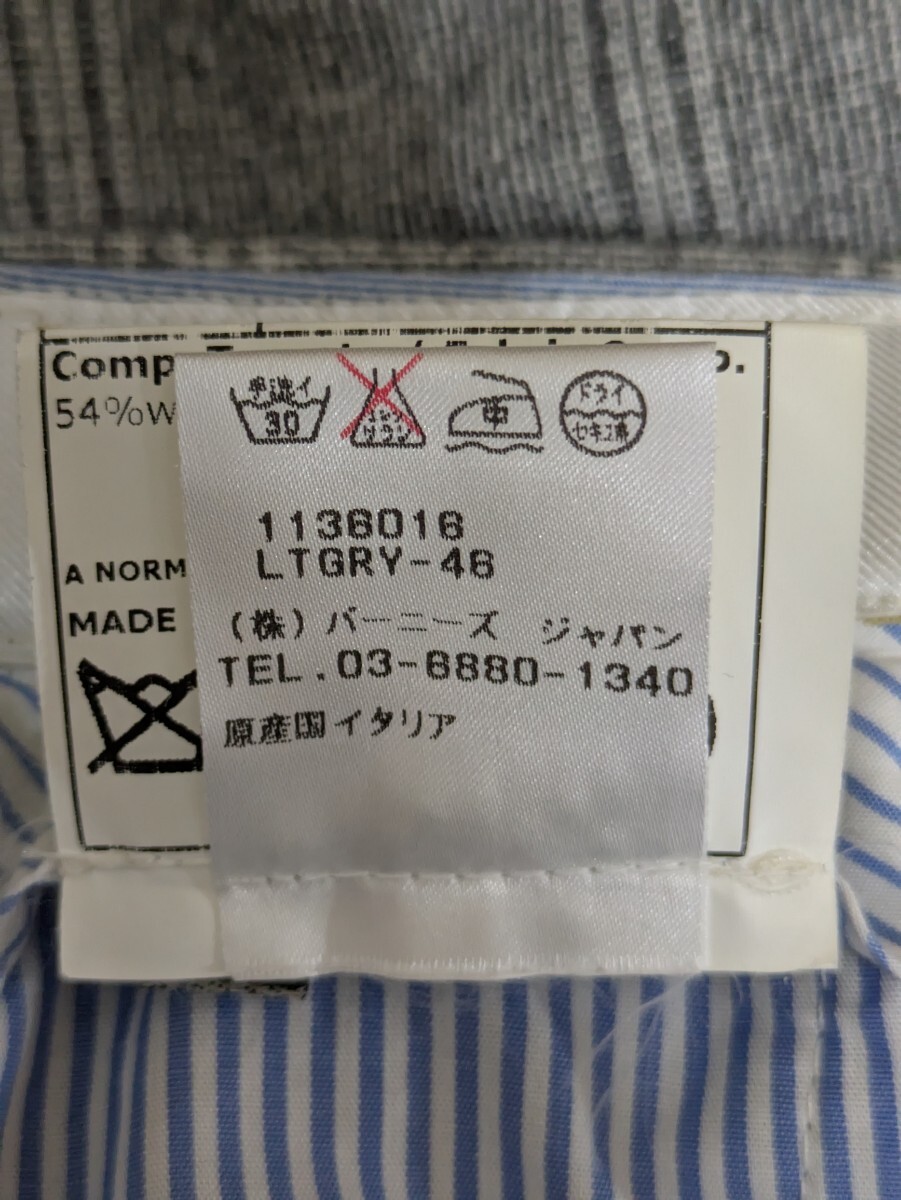 Comp
54%W
A NORM
MADE
手洗イ
30
エンソ
サラシ
中
ドライ
セキユ系
1136016
LTGRY-46
(株)バーニーズ ジャパン
TEL.03-6880-1340
原産国イタリア